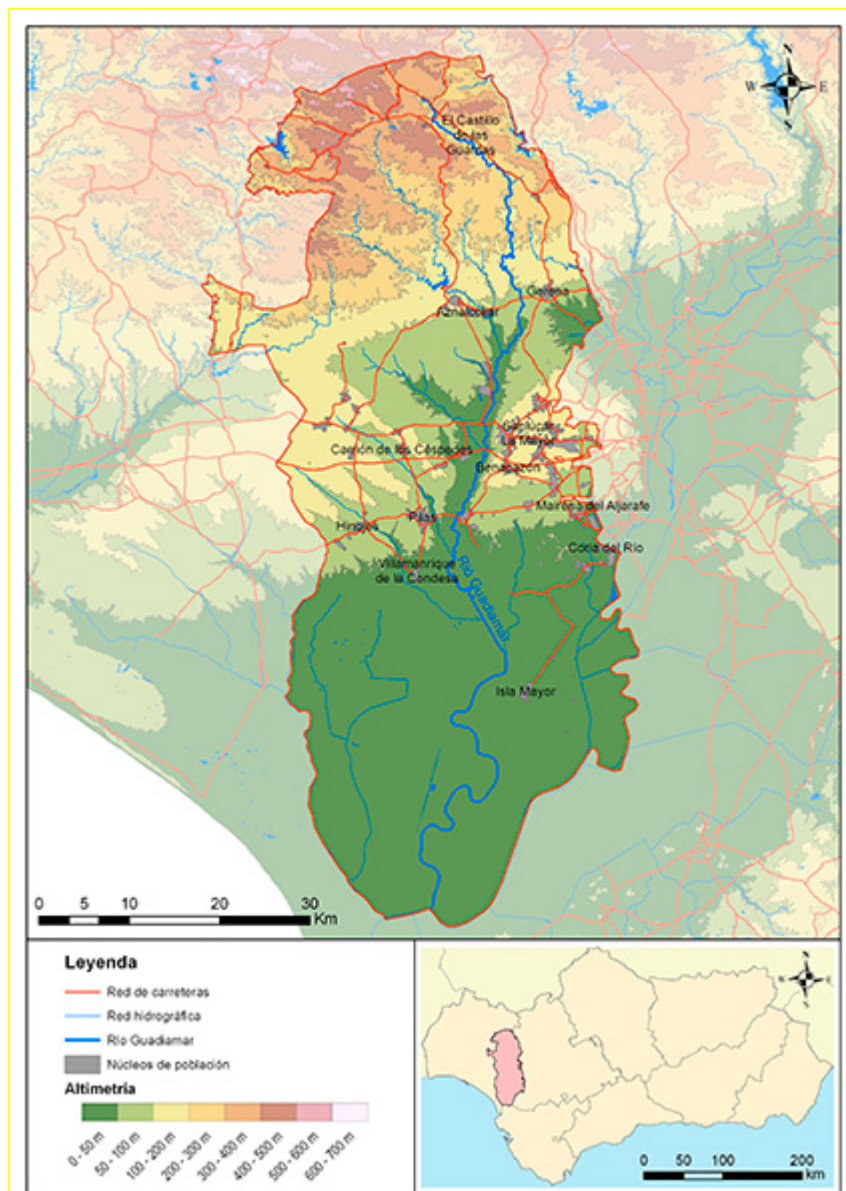 N
W E
S
El Castillo
de las
Guardas
Gerena
Aznalcóllar
Sanlúcar
La Mayor
Carrión de los Céspedes
Benacazón
Mairena del Aljarafe
Pilas
Hinojos
Coria del Río
Villamanrique
de la Condesa
Río Guadiamar
Isla Mayor
0 5 10 20 30
Km
Leyenda
Red de carreteras
Red hidrográfica
Río Guadiamar
Núcleos de población
Altimetría
0 - 50 m
50 - 100 m
100 - 200 m
200 - 300 m
300 - 400 m
400 - 500 m
500 - 600 m
600 - 700 m
N
E
S
0 50 100 200
km